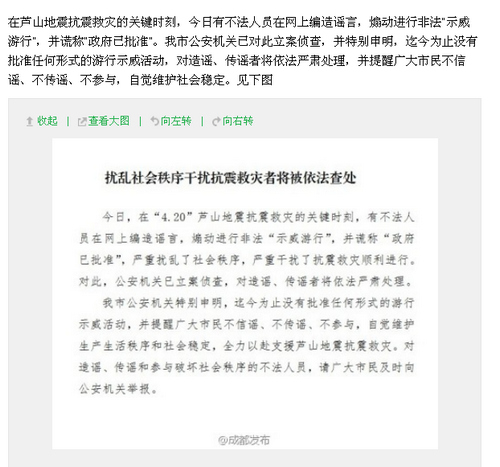 在芦山地震抗震救灾的关键时刻，今日有不法人员在网上编造谣言，煽动进行非法“示威
游行”，并谎称“政府已批准”。我市公安机关已对此立案侦查，并特别申明，迄今为止没有
批准任何形式的游行示威活动，对造谣、传谣者将依法严肃处理，并提醒广大市民不信
谣、不传谣、不参与，自觉维护社会稳定。见下图
收起 | 查看大图 | 向左转 | 向右转
扰乱社会秩序干扰抗震救灾者将被依法查处
今日，在“4.20”芦山地震抗震救灾的关键时刻，有不法人
员在网上编造谣言，煽动进行非法“示威游行”，并谎称“政府
已批准”，严重扰乱了社会秩序，严重干扰了抗震救灾顺利进行。
对此，公安机关已立案侦查，对造谣、传谣者将依法严肃处理。
我市公安机关特别申明，迄今为止没有批准任何形式的游行
示威活动，并提醒广大市民不信谣、不传谣、不参与，自觉维护
生产生活秩序和社会稳定，全力以赴支援芦山地震抗震救灾。对
造谣、传谣和参与破坏社会秩序的不法人员，请广大市民及时向
公安机关举报。
@成都发布